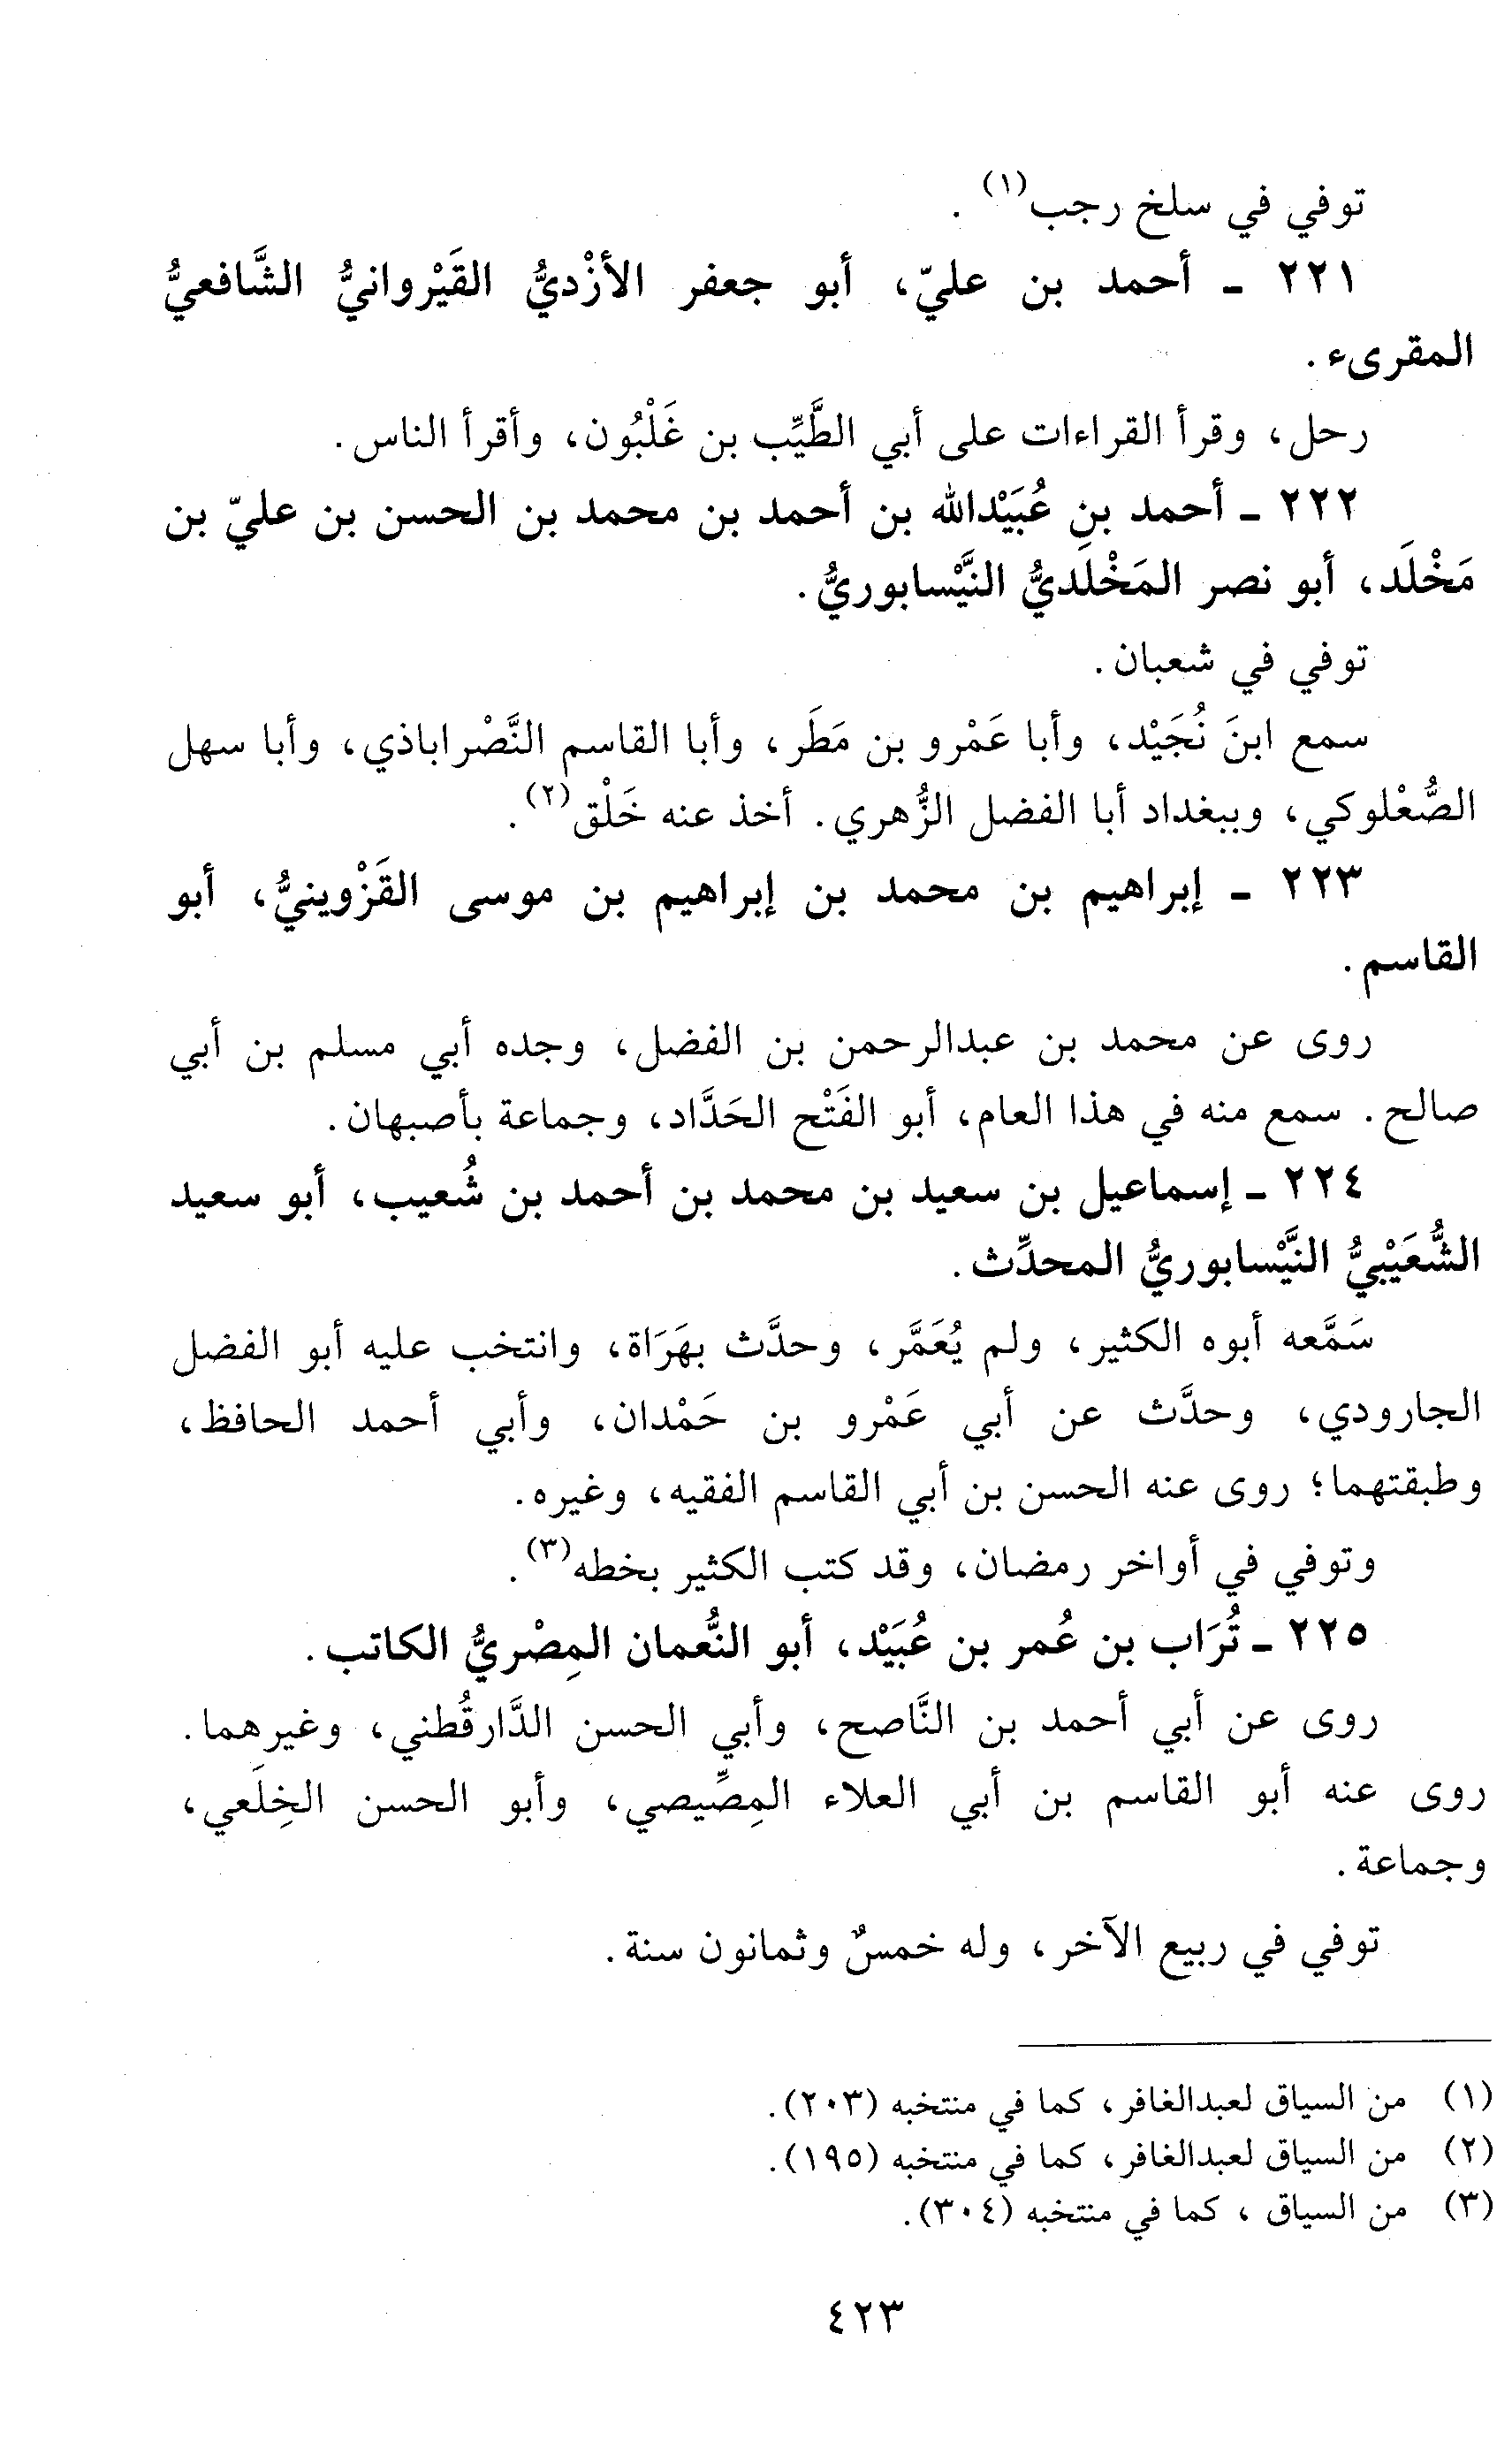 توفي في سلخ رجب(١).
٢٢١ ـ أحمد بن عليّ، أبو جعفر الأزْديُّ القَيْروانيُّ الشَّافعيُّ
المقرىء.
رحل، وقرأ القراءات على أبي الطَّيِّب بن غَلْبُون، وأقرأ الناس.
٢٢٢ ـ أحمد بن عُبَيْدالله بن أحمد بن محمد بن الحسن بن عليّ بن
مَخْلَد، أبو نصر المَخْلَديُّ النَّيْسابوريُّ.
توفي في شعبان.
سمع ابنَ نُجَيْد، وأبا عَمْرو بن مَطَر، وأبا القاسم النَّصْراباذي، وأبا سهل
الصُّعْلوكي، وببغداد أبا الفضل الزُّهري. أخذ عنه خَلْق(٢).
٢٢٣ ـ إبراهيم بن محمد بن إبراهيم بن موسى القَزْوينيُّ، أبو
القاسم.
روى عن محمد بن عبدالرحمن بن الفضل، وجده أبي مسلم بن أبي
صالح. سمع منه في هذا العام، أبو الفَتْح الحَدَّاد، وجماعة بأصبهان.
٢٢٤ ـ إسماعيل بن سعيد بن محمد بن أحمد بن شُعيب، أبو سعيد
الشُّعَيْبيُّ النَّيْسابوريُّ المحدِّث.
سَمَّعه أبوه الكثير، ولم يُعَمَّر، وحدَّث بهَرَاة، وانتخب عليه أبو الفضل
الجارودي، وحدَّث عن أبي عَمْرو بن حَمْدان، وأبي أحمد الحافظ،
وطبقتهما؛ روى عنه الحسن بن أبي القاسم الفقيه، وغيره.
وتوفي في أواخر رمضان، وقد كتب الكثير بخطه(٣).
٢٢٥ ـ تُرَاب بن عُمر بن عُبَيْد، أبو النُّعمان المِصْريُّ الكاتب.
روى عن أبي أحمد بن النَّاصح، وأبي الحسن الدَّارقُطني، وغيرهما.
روى عنه أبو القاسم بن أبي العلاء المِصِّيصي، وأبو الحسن الخِلَعي،
وجماعة.
توفي في ربيع الآخر، وله خمسٌ وثمانون سنة.
(١) من السياق لعبدالغافر، كما في منتخبه (٢٠٣).
(٢) من السياق لعبدالغافر، كما في منتخبه (١٩٥).
(٣) من السياق ، كما في منتخبه (٣٠٤).
٤٢٣